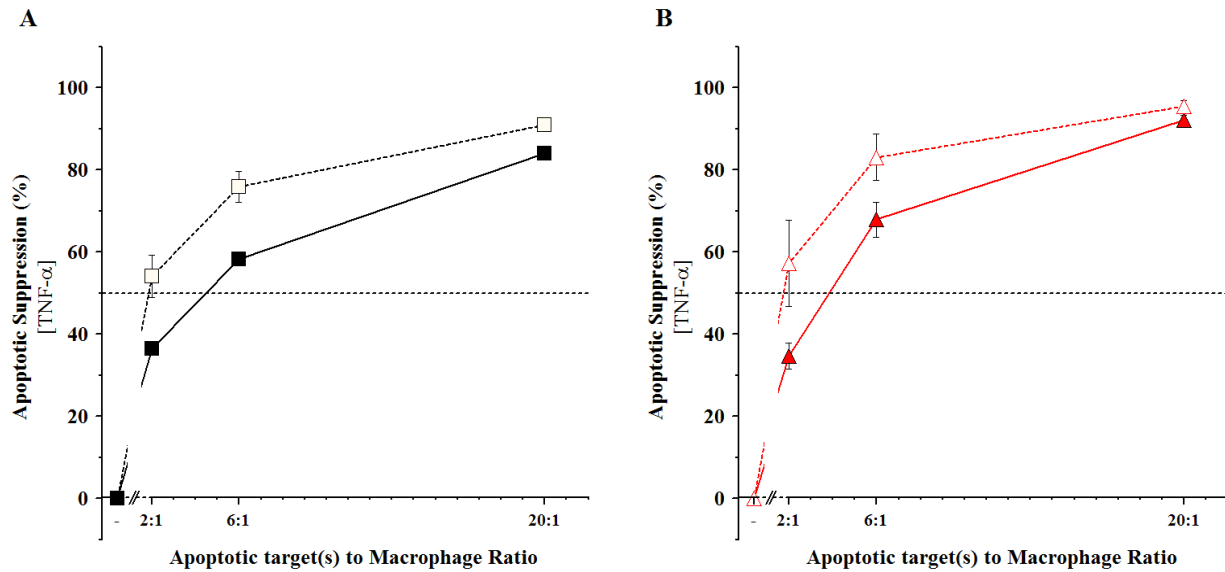 A
100
80
60
40
20
0
Apoptotic Suppression (%)
[TNF-α]
-
2:1
6:1
20:1
Apoptotic target(s) to Macrophage Ratio
B
100
80
60
40
20
0
Apoptotic Suppression (%)
[TNF-α]
-
2:1
6:1
20:1
Apoptotic target(s) to Macrophage Ratio